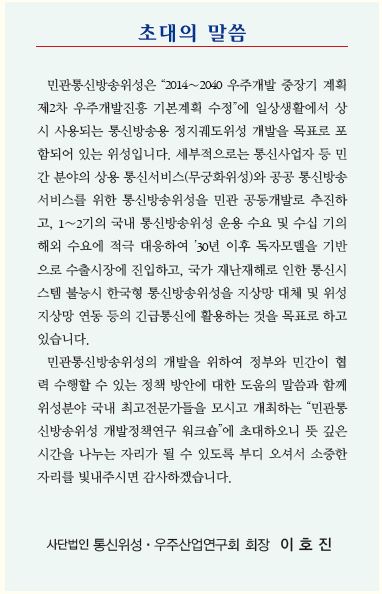 초대의 말씀
민관통신방송위성은 “2014～2040 우주개발 중장기 계획
제2차 우주개발진흥 기본계획 수정”에 일상생활에서 상
시 사용되는 통신방송용 정지궤도위성 개발을 목표로 포
함되어 있는 위성입니다. 세부적으로는 통신사업자 등 민
간 분야의 상용 통신서비스(무궁화위성)와 공공 통신방송
서비스를 위한 통신방송위성을 민관 공동개발로 추진하
고, 1～2기의 국내 통신방송위성 운용 수요 및 수십 기의
해외 수요에 적극 대응하여 ’30년 이후 독자모델을 기반
으로 수출시장에 진입하고, 국가 재난재해로 인한 통신시
스템 불능시 한국형 통신방송위성을 지상망 대체 및 위성
지상망 연동 등의 긴급통신에 활용하는 것을 목표로 하고
있습니다.
민관통신방송위성의 개발을 위하여 정부와 민간이 협
력 수행할 수 있는 정책 방안에 대한 도움의 말씀과 함께
위성분야 국내 최고전문가들을 모시고 개최하는 “민관통
신방송위성 개발정책연구 워크숍”에 초대하오니 뜻 깊은
시간을 나누는 자리가 될 수 있도록 부디 오셔서 소중한
자리를 빛내주시면 감사하겠습니다.
사단법인 통신위성·우주산업연구회 회장 이 호 진